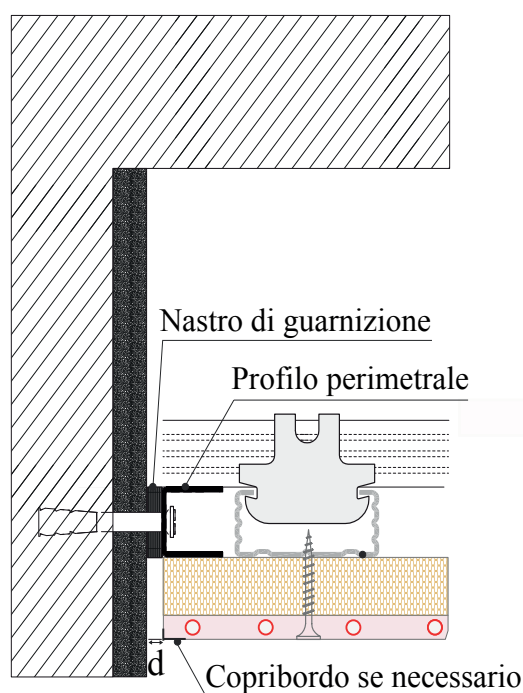 Nastro di guarnizione
Profilo perimetrale
d
Copribordo se necessario